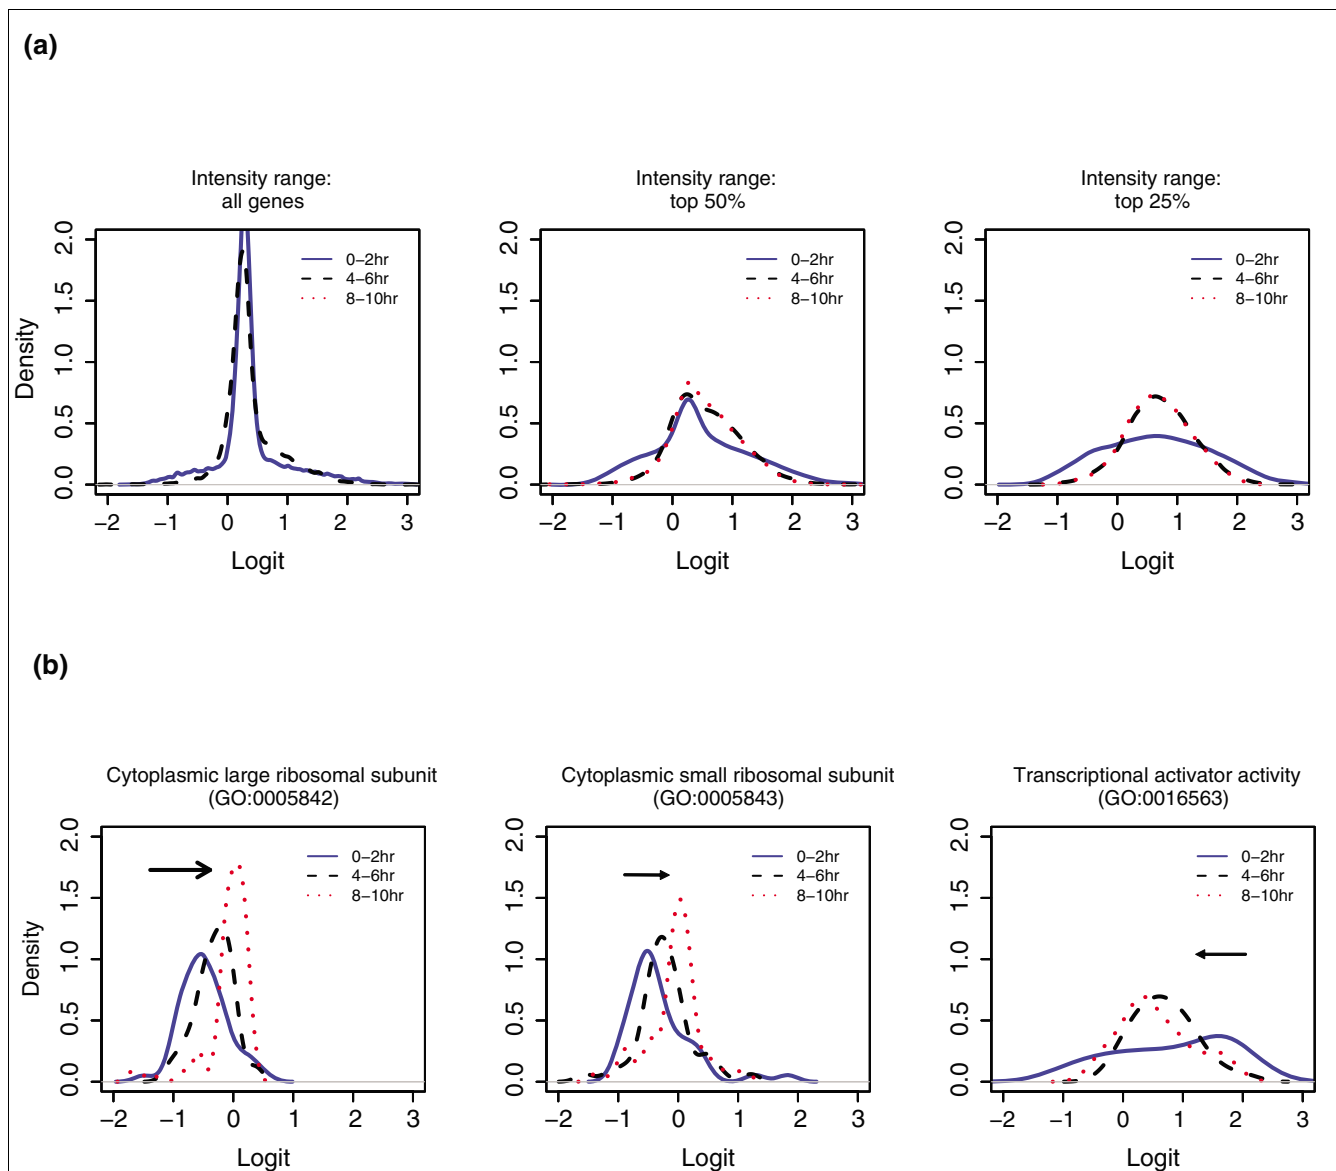 (a)
Intensity range:
all genes
Density
0.0 0.5 1.0 1.5 2.0
0−2hr
4−6hr
8−10hr
−2 −1 0 1 2 3
Logit
Intensity range:
top 50%
0.0 0.5 1.0 1.5 2.0
0−2hr
4−6hr
8−10hr
−2 −1 0 1 2 3
Logit
Intensity range:
top 25%
0.0 0.5 1.0 1.5 2.0
0−2hr
4−6hr
8−10hr
−2 −1 0 1 2 3
Logit
(b)
Cytoplasmic large ribosomal subunit
(GO:0005842)
Density
0.0 0.5 1.0 1.5 2.0
0−2hr
4−6hr
8−10hr
−2 −1 0 1 2 3
Logit
Cytoplasmic small ribosomal subunit
(GO:0005843)
0.0 0.5 1.0 1.5 2.0
0−2hr
4−6hr
8−10hr
−2 −1 0 1 2 3
Logit
Transcriptional activator activity
(GO:0016563)
0.0 0.5 1.0 1.5 2.0
0−2hr
4−6hr
8−10hr
−2 −1 0 1 2 3
Logit